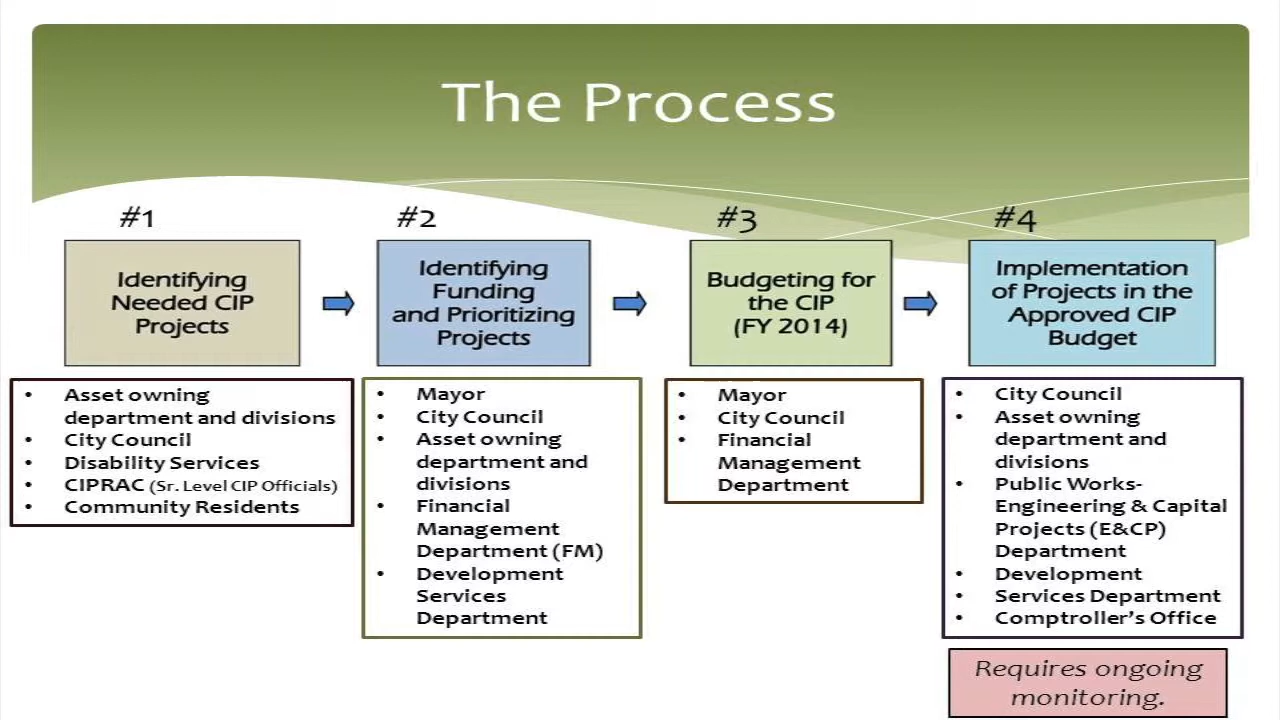 The Process
#1
Identifying
Needed CIP
Projects
• Asset owning
department and divisions
• City Council
• Disability Services
• CIPRAC (Sr. Level CIP Officials)
• Community Residents
#2
Identifying
Funding
and Prioritizing
Projects
• Mayor
• City Council
• Asset owning
department and
divisions
• Financial
Management
Department (FM)
• Development
Services
Department
#3
Budgeting for
the CIP
(FY 2014)
• Mayor
• City Council
• Financial
Management
Department
#4
Implementation
of Projects in the
Approved CIP
Budget
• City Council
• Asset owning
department and
divisions
• Public Works-
Engineering & Capital
Projects (E&CP)
Department
• Development
• Services Department
• Comptroller’s Office
Requires ongoing
monitoring.